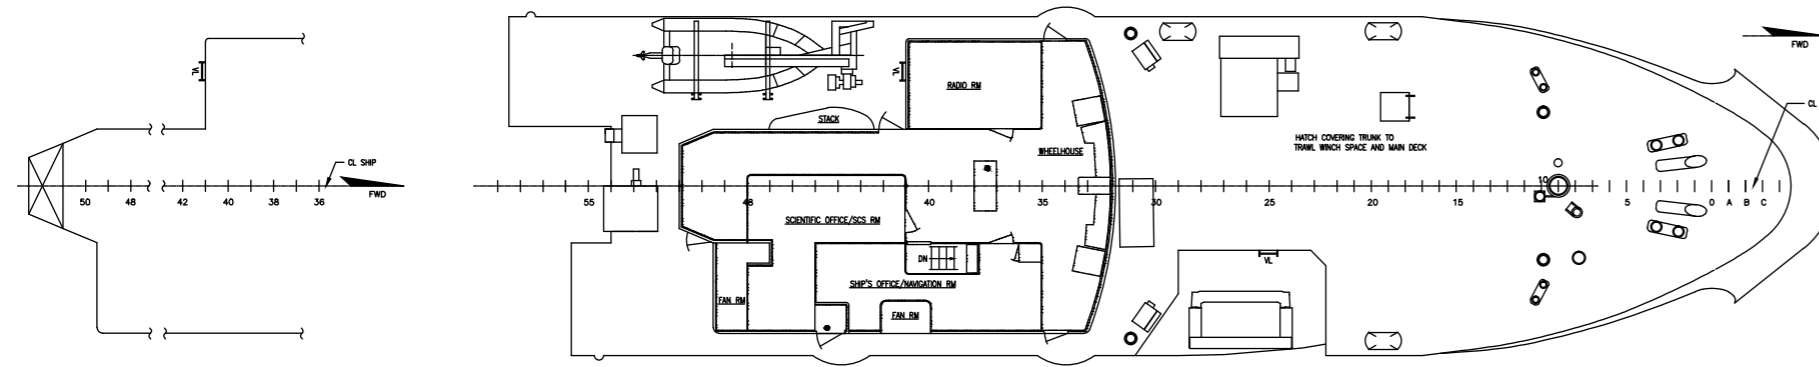 VL
CL SHIP
FWD
50 48 42 40 38 36
RADIO RM
VL
STACK
WHEELHOUSE
HATCH COVERING TRUNK TO
TRAWL WINCH SPACE AND MAIN DECK
FWD
CL
55 48 40 35 30 25 20 15 10 5 0 A B C
SCIENTIFIC OFFICE/SCS RM
DN
VL
SHIP'S OFFICE/NAVIGATION RM
FAN RM
FAN RM